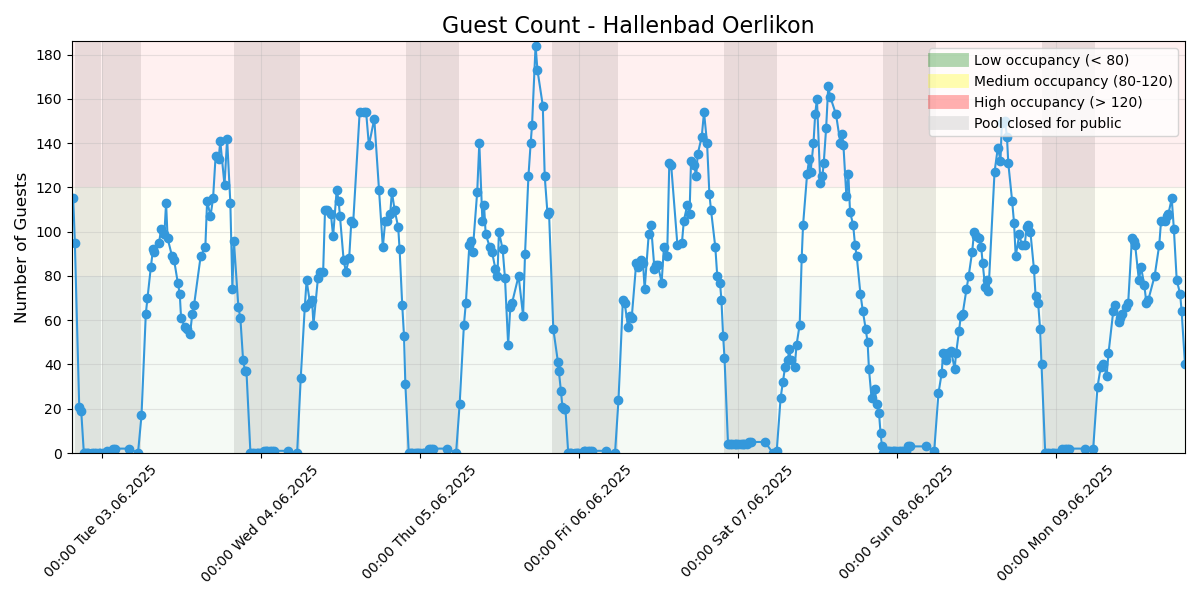 Guest Count - Hallenbad Oerlikon
Low occupancy (< 80)
Medium occupancy (80-120)
High occupancy (> 120)
Pool closed for public
Number of Guests
180
160
140
120
100
80
60
40
20
0
00:00 Tue 03.06.2025
00:00 Wed 04.06.2025
00:00 Thu 05.06.2025
00:00 Fri 06.06.2025
00:00 Sat 07.06.2025
00:00 Sun 08.06.2025
00:00 Mon 09.06.2025